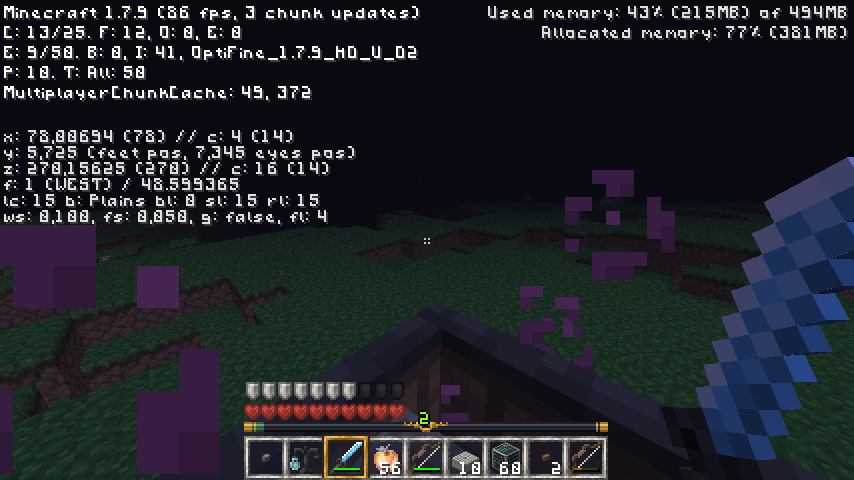 Minecraft 1.7.9 (86 fps, 3 chunk updates)
C: 13/25. F: 12, O: 0, E: 0
E: 9/50. B: 0, I: 41, OptiFine_1.7.9_HD_U_D2
P: 10. T: All: 50
MultiplayerChunkCache: 49, 372
Used memory: 43% (215MB) of 494MB
Allocated memory: 77% (381MB)
x: 78,00694 (78) // c: 4 (14)
y: 5,725 (feet pos, 7,345 eyes pos)
z: 270,15625 (270) // c: 16 (14)
f: 1 (WEST) / 48.599365
lc: 15 b: Plains bl: 0 sl: 15 rl: 15
ws: 0,100, fs: 0,050, g: false, fl: 4
2
56 10 60 2